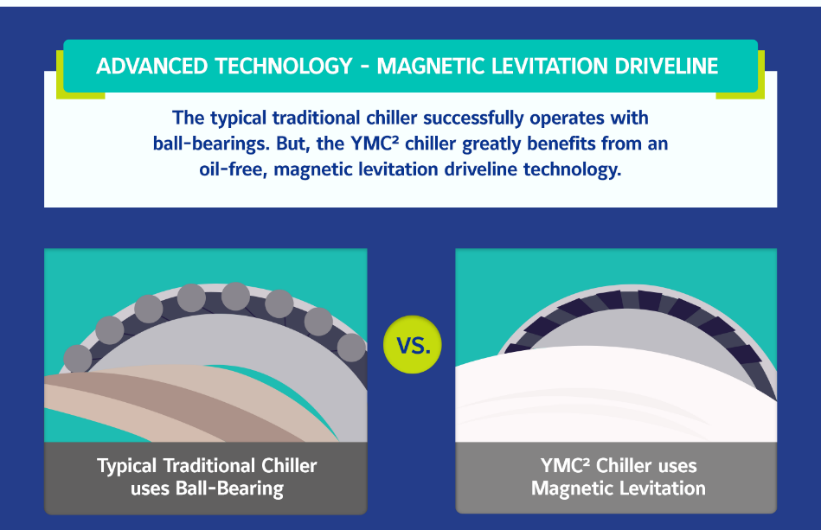 ADVANCED TECHNOLOGY - MAGNETIC LEVITATION DRIVELINE
The typical traditional chiller successfully operates with
ball-bearings. But, the YMC² chiller greatly benefits from an
oil-free, magnetic levitation driveline technology.
VS.
Typical Traditional Chiller
uses Ball-Bearing
YMC² Chiller uses
Magnetic Levitation